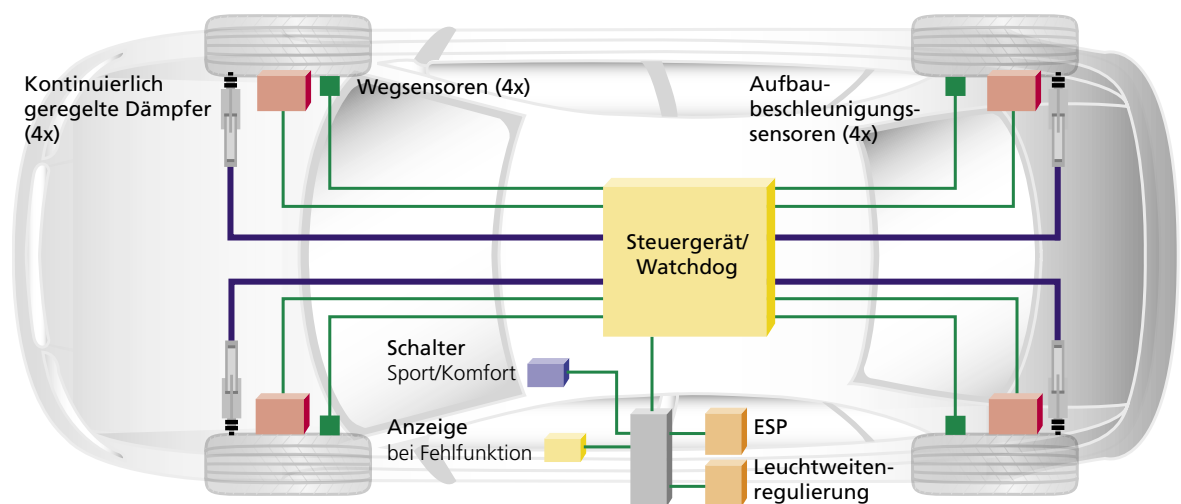 Kontinuierlich
geregelte Dämpfer
(4x)
Wegsensoren (4x)
Aufbau-
beschleunigungs-
sensoren (4x)
Steuergerät/
Watchdog
Schalter
Sport/Komfort
Anzeige
bei Fehlfunktion
ESP
Leuchtweiten-
regulierung